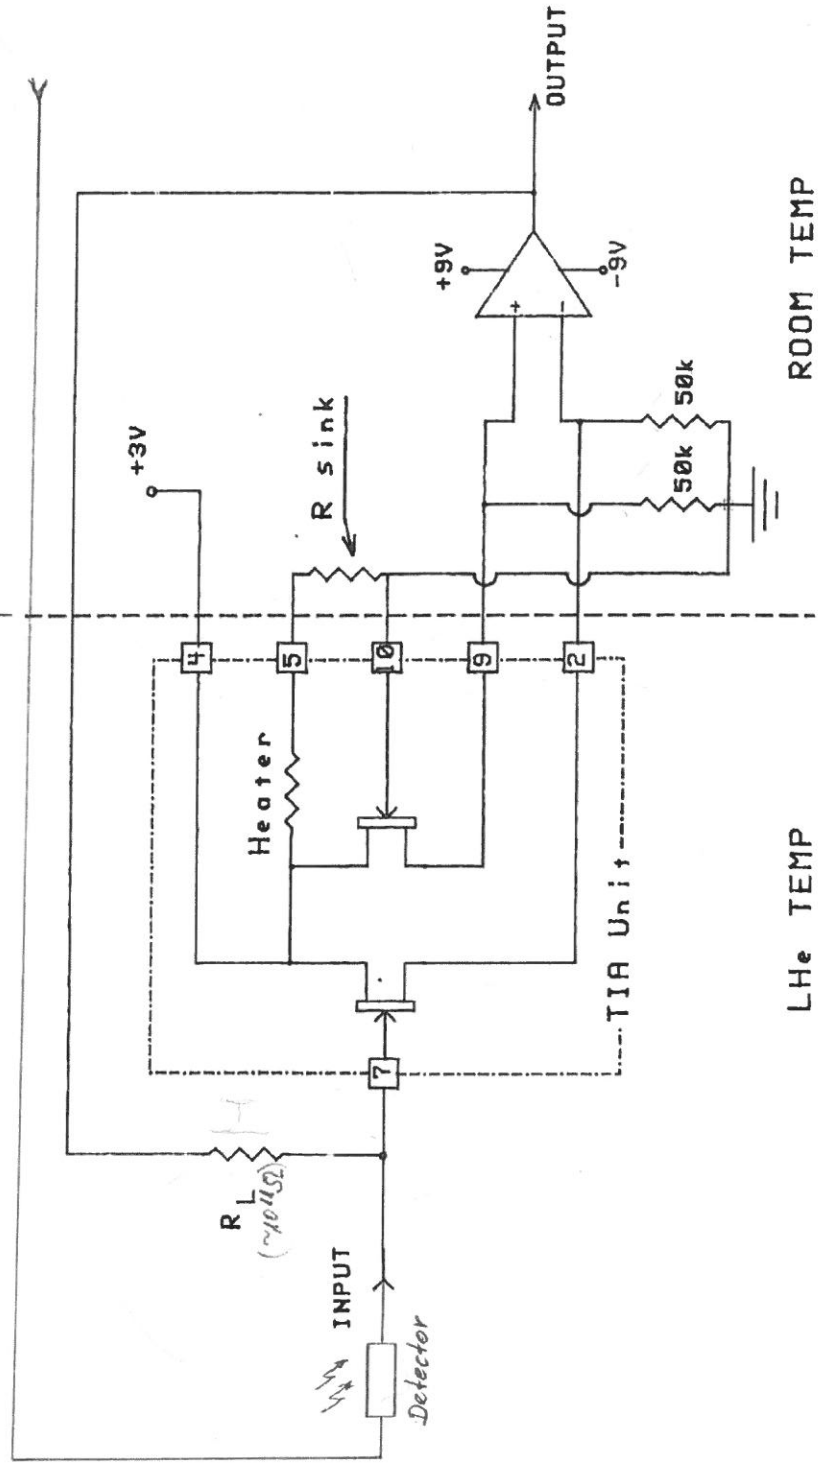 +3V
4
R L
(~10¹¹Ω)
Heater
5
R sink
INPUT
7
10
Detector
+9V
9
+
OUTPUT
-
2
-9V
TIA Unit
50k
50k
LHe TEMP
ROOM TEMP